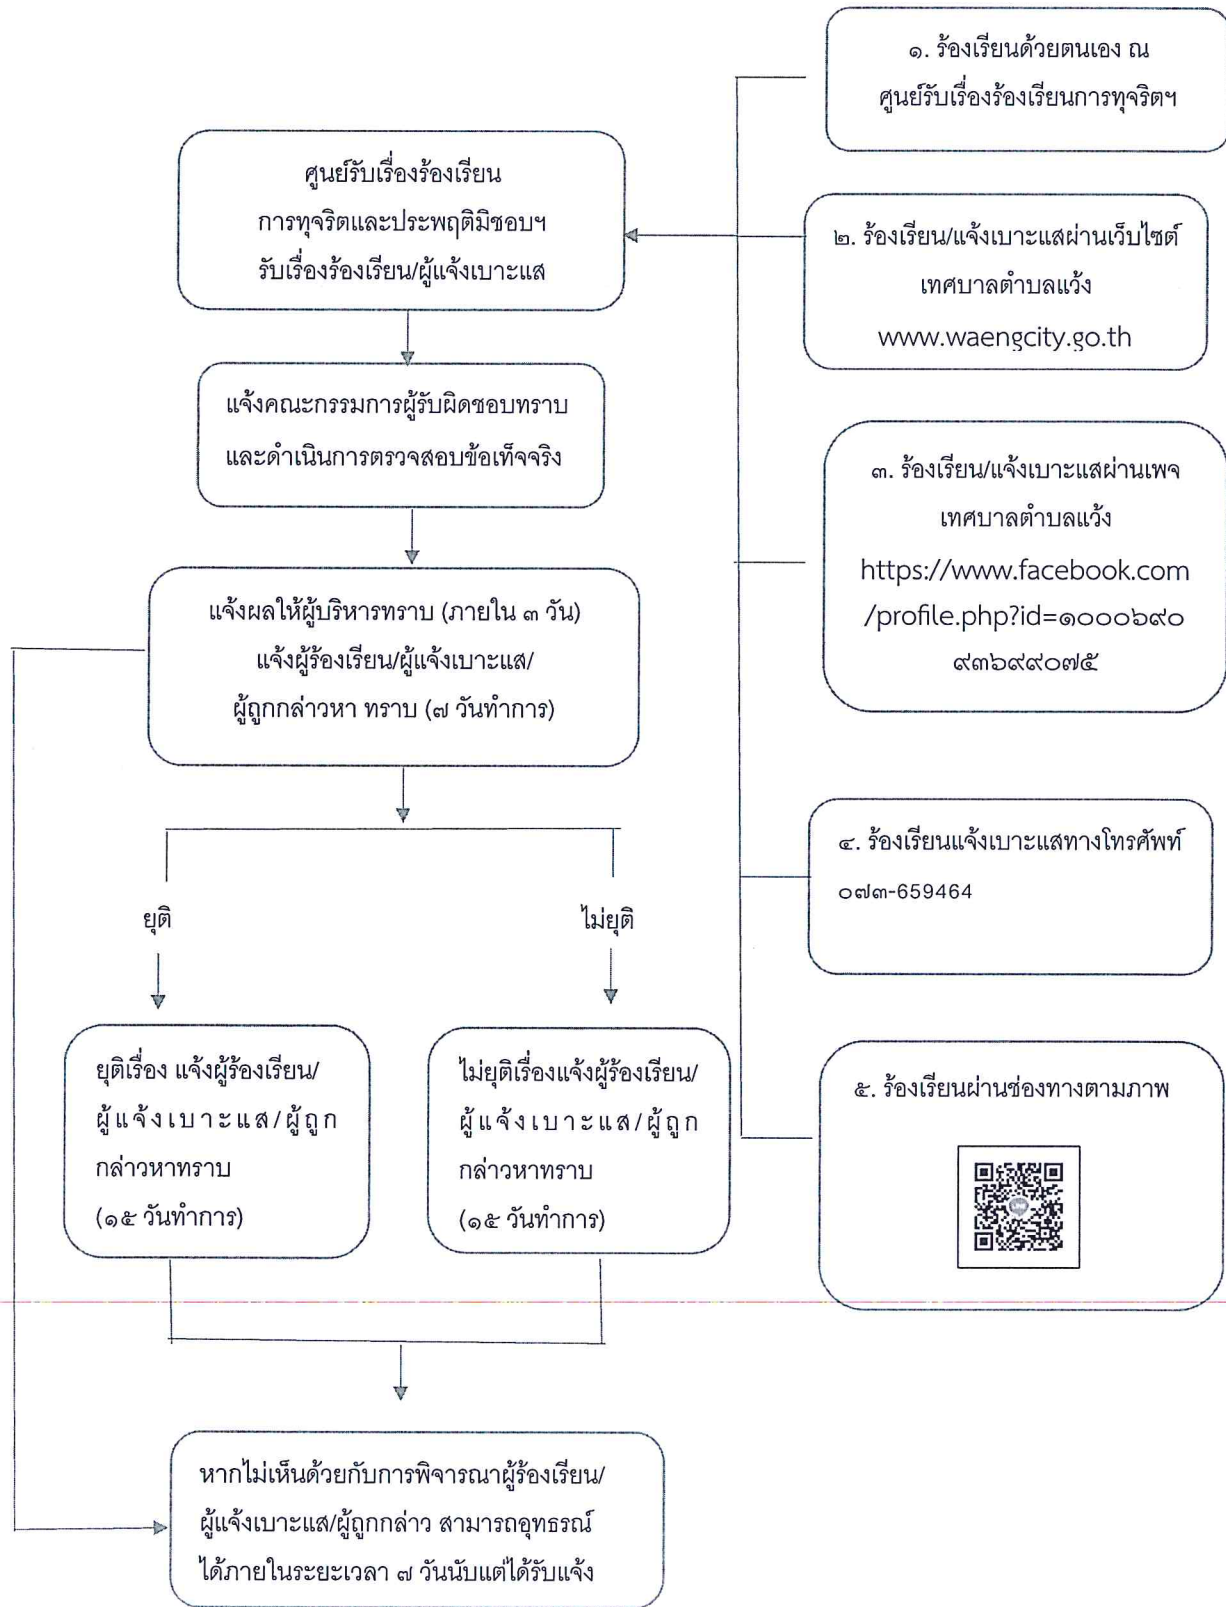 ๑. ร้องเรียนด้วยตนเอง ณ
ศูนย์รับเรื่องร้องเรียนการทุจริตฯ
ศูนย์รับเรื่องร้องเรียน
การทุจริตและประพฤติมิชอบฯ
รับเรื่องร้องเรียน/ผู้แจ้งเบาะแส
๒. ร้องเรียน/แจ้งเบาะแสผ่านเว็บไซต์
เทศบาลตำบลแว้ง
www.waengcity.go.th
แจ้งคณะกรรมการผู้รับผิดชอบทราบ
และดำเนินการตรวจสอบข้อเท็จจริง
๓. ร้องเรียน/แจ้งเบาะแสผ่านเพจ
เทศบาลตำบลแว้ง
https://www.facebook.com
/profile.php?id=๑๐๐๐๖๙๐
๙๓๖๙๙๐๗๕
แจ้งผลให้ผู้บริหารทราบ (ภายใน ๓ วัน)
แจ้งผู้ร้องเรียน/ผู้แจ้งเบาะแส/
ผู้ถูกกล่าวหา ทราบ (๗ วันทำการ)
๔. ร้องเรียนแจ้งเบาะแสทางโทรศัพท์
๐๗๓-659464
ยุติ
ไม่ยุติ
ยุติเรื่อง แจ้งผู้ร้องเรียน/
ผู้แจ้งเบาะแส/ผู้ถูก
กล่าวหาทราบ
(๑๕ วันทำการ)
ไม่ยุติเรื่องแจ้งผู้ร้องเรียน/
ผู้แจ้งเบาะแส/ผู้ถูก
กล่าวหาทราบ
(๑๕ วันทำการ)
๕. ร้องเรียนผ่านช่องทางตามภาพ
LINE
หากไม่เห็นด้วยกับการพิจารณาผู้ร้องเรียน/
ผู้แจ้งเบาะแส/ผู้ถูกกล่าว สามารถอุทธรณ์
ได้ภายในระยะเวลา ๗ วันนับแต่ได้รับแจ้ง